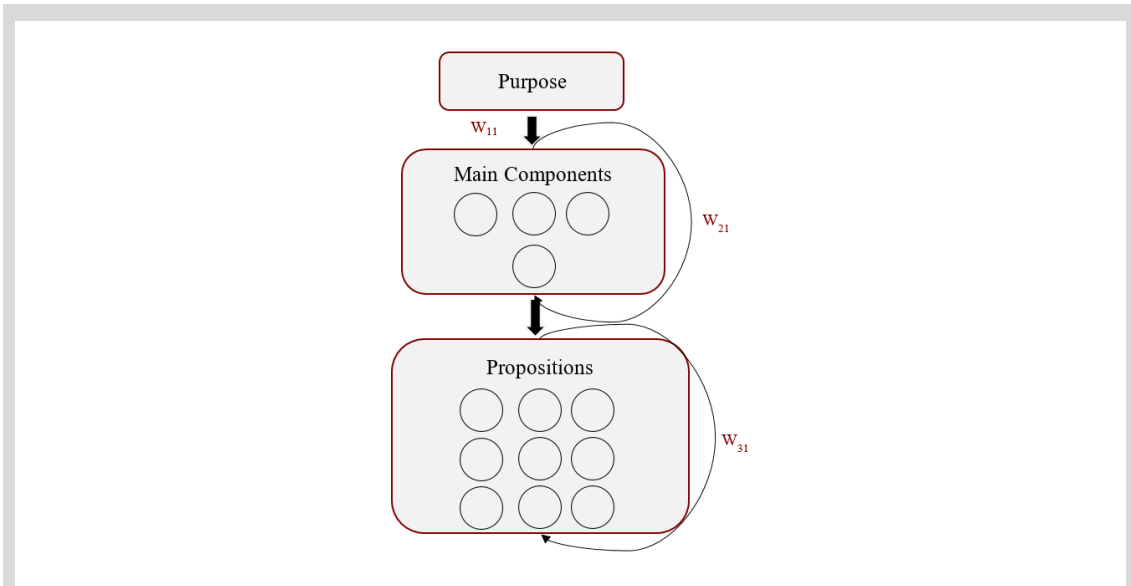 Purpose
W11
Main Components
W21
Propositions
W31